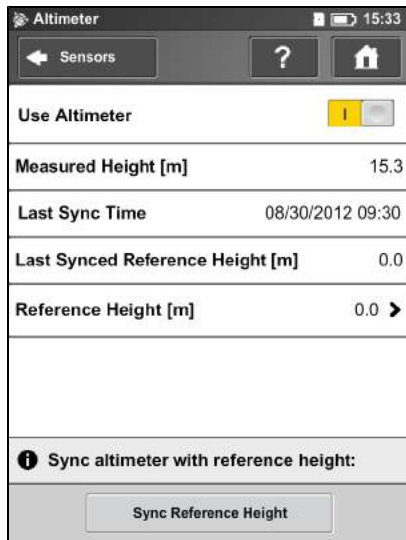 Altimeter 15:33
Sensors ?
Use Altimeter I
Measured Height [m] 15.3
Last Sync Time 08/30/2012 09:30
Last Synced Reference Height [m] 0.0
Reference Height [m] 0.0 >
Sync altimeter with reference height:
Sync Reference Height